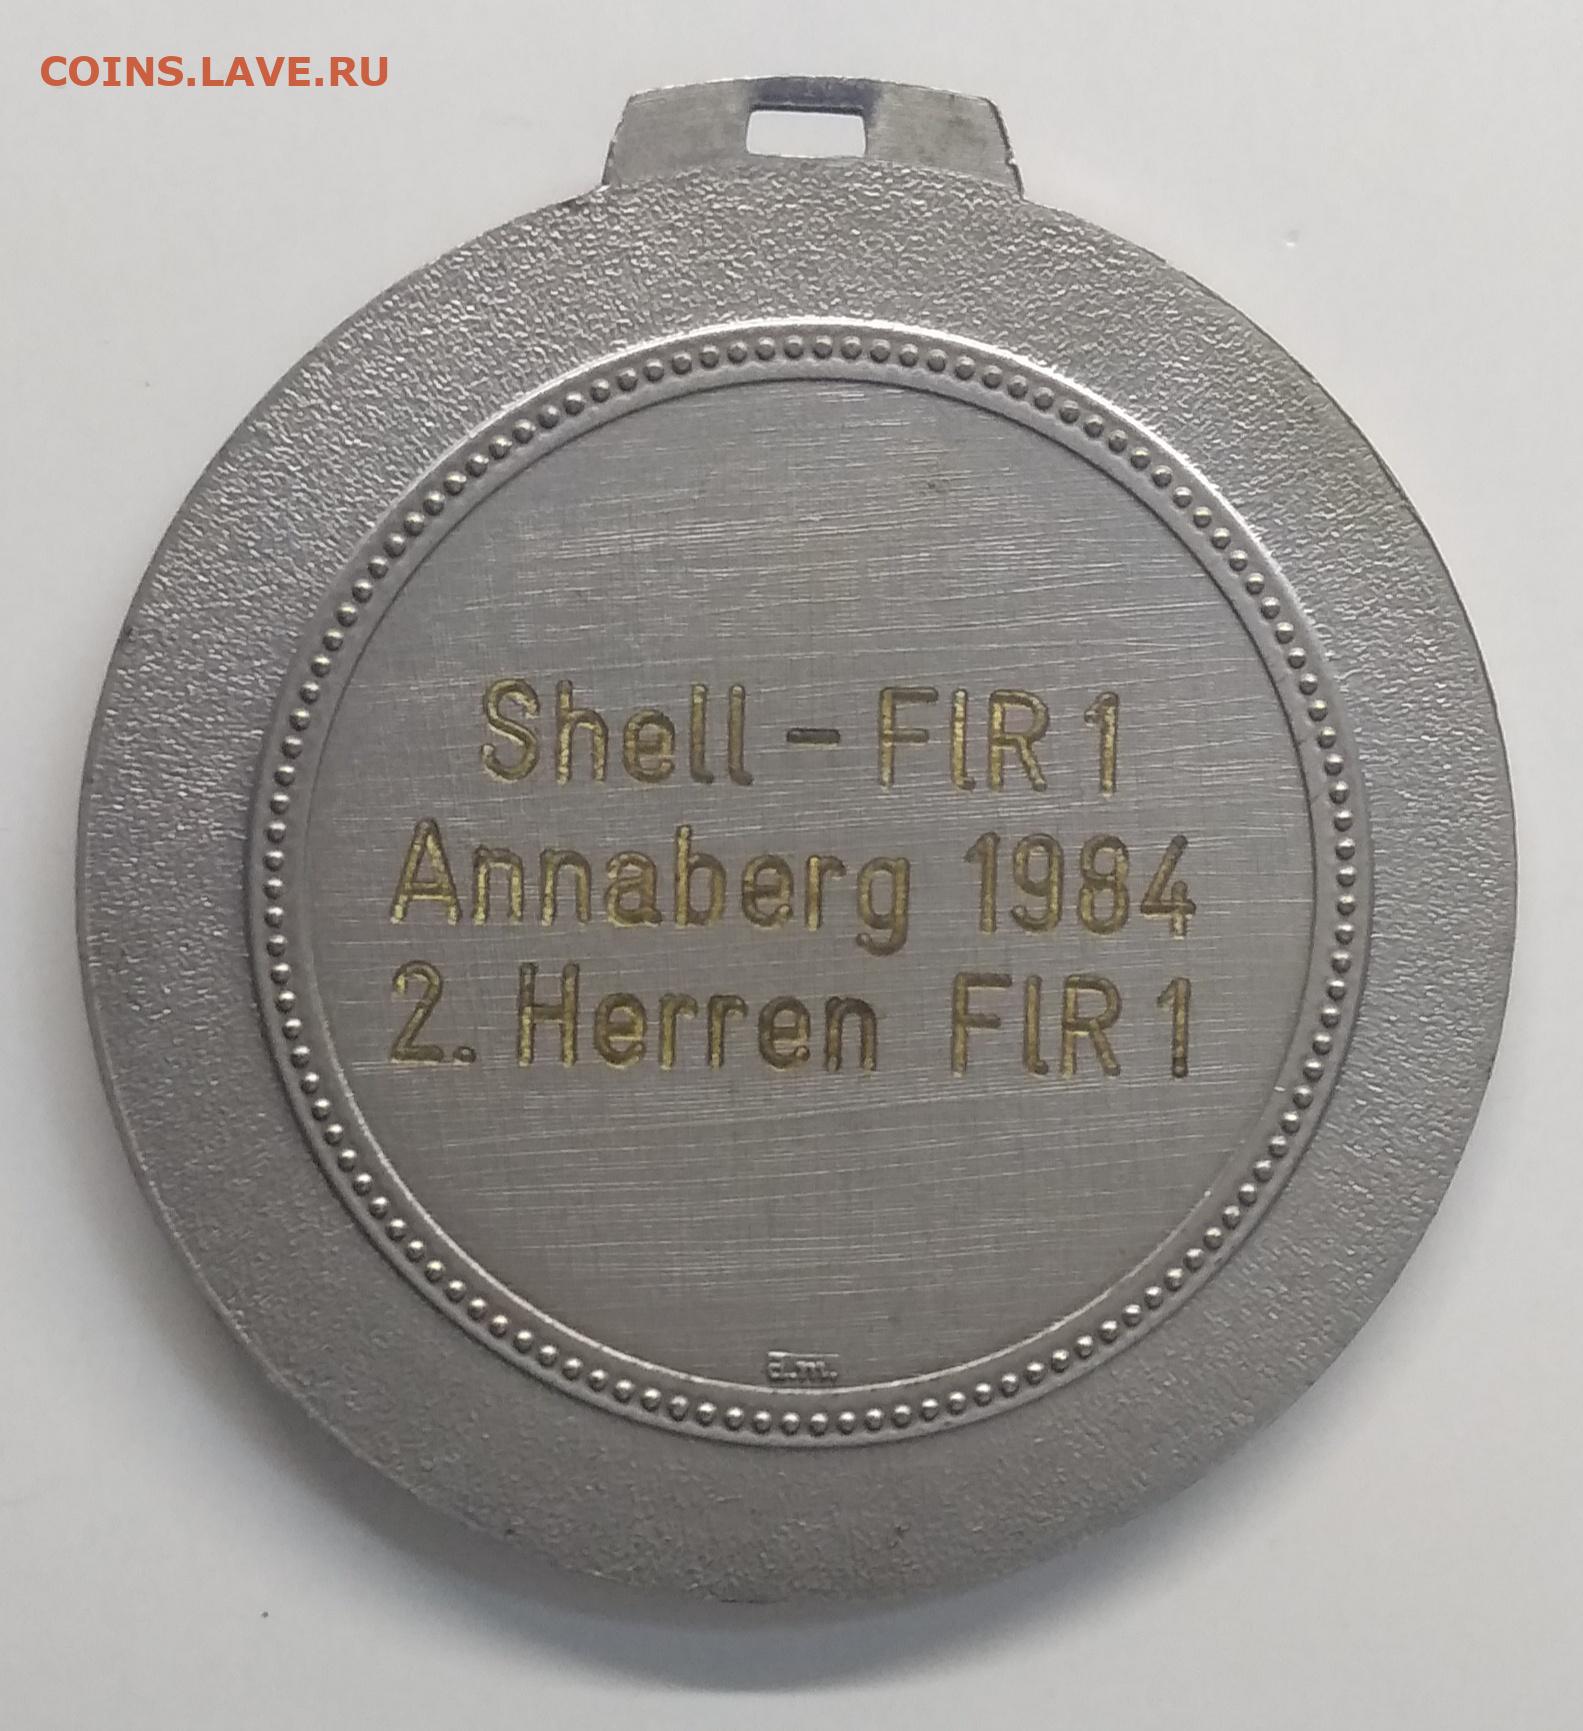 COINS.LAVE.RU
Shell - FlR 1
Annaberg 1984
2. Herren FlR 1